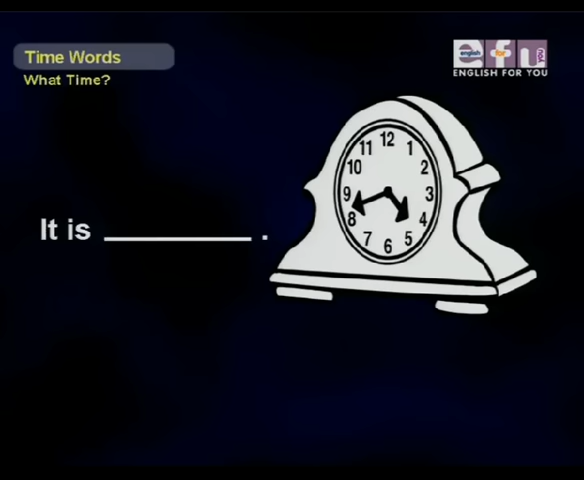 Time Words
What Time?
english for you
ENGLISH FOR YOU
It is __________ .
12
11 1
10 2
9 3
8 4
7 5
6